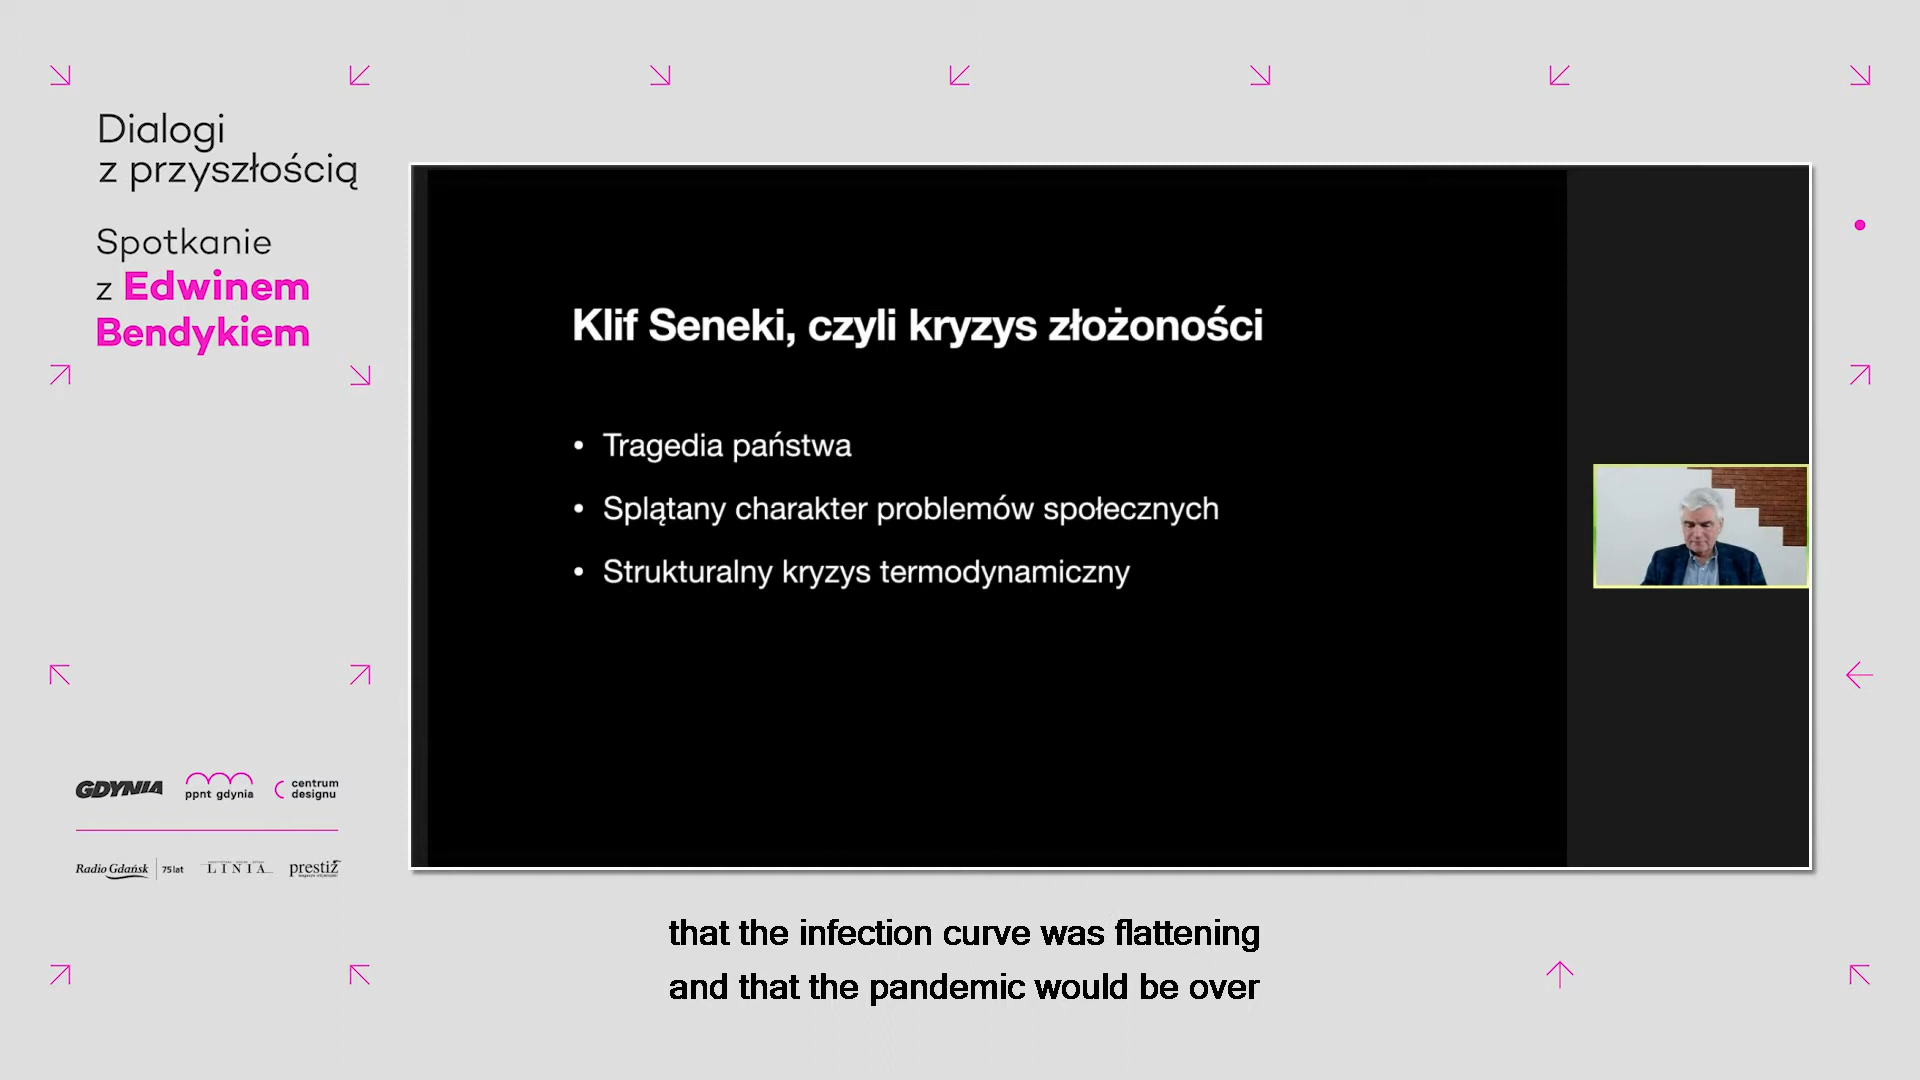 Dialogi
z przyszłością
Spotkanie
z Edwinem
Bendykiem
Klif Seneki, czyli kryzys złożoności
• Tragedia państwa
• Splątany charakter problemów społecznych
• Strukturalny kryzys termodynamiczny
GDYNIA
ppnt gdynia
centrum
designu
Radio Gdańsk
75 lat
LINIA
prestiż
that the infection curve was flattening
and that the pandemic would be over